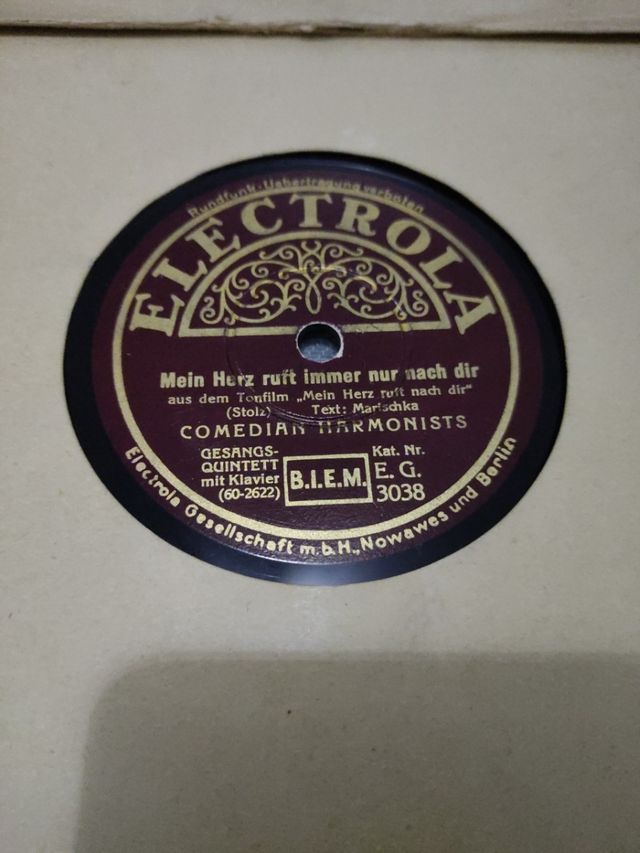 Rundfunk-Uebertragung verboten
ELECTROLA
Mein Herz ruft immer nur nach dir
aus dem Tonfilm „Mein Herz ruft nach dir“
(Stolz) Text: Marischka
COMEDIAN HARMONISTS
GESANGS-
QUINTETT
mit Klavier
(60-2622)
B.I.E.M.
Kat. Nr.
E. G.
3038
Electrola Gesellschaft m.b.H., Nowawes und Berlin